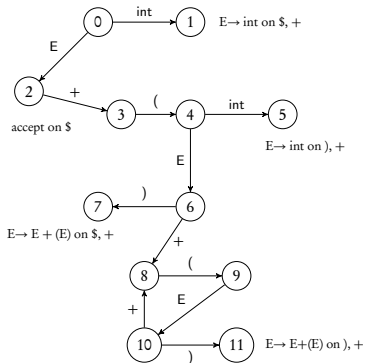 0
int
1
E→ int on $, +
E
2
+
3
(
4
int
5
accept on $
E→ int on ), +
E
7
)
6
E→ E + (E) on $, +
+
8
(
9
E
+
10
)
11
E→ E+(E) on ), +